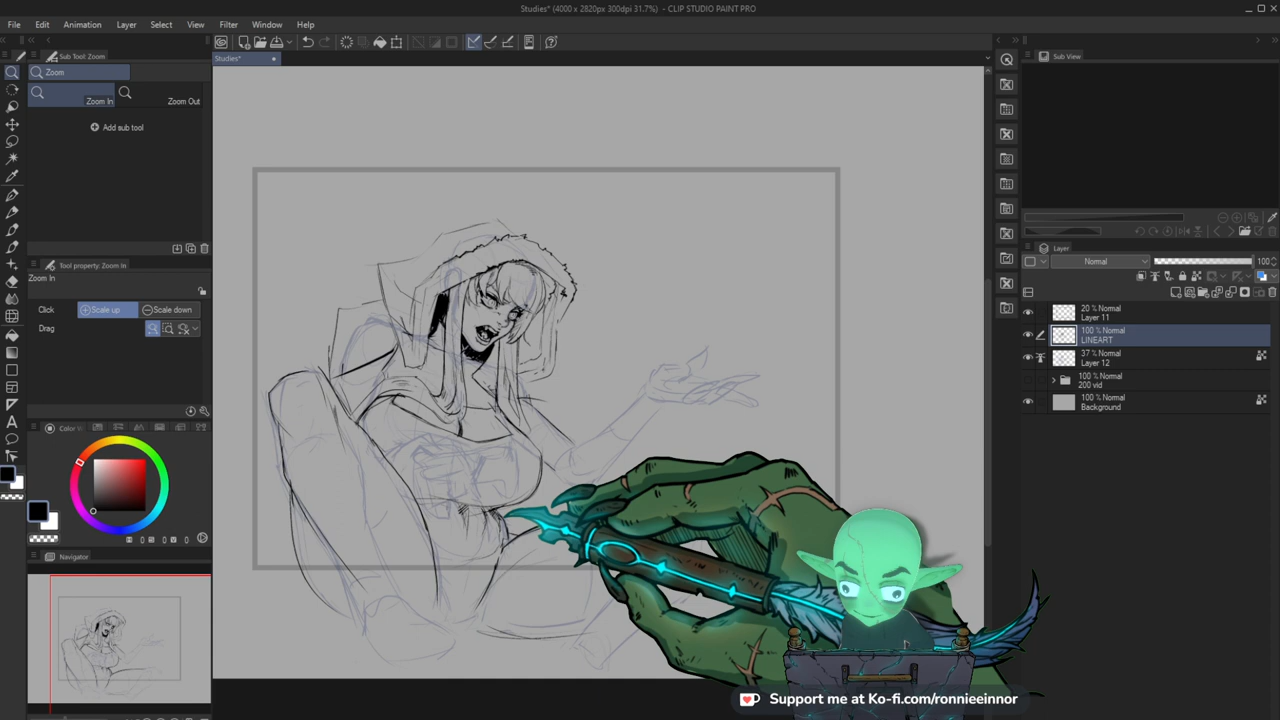 Studies* (4000 x 2820px 300dpi 31.7%) - CLIP STUDIO PAINT PRO
File Edit Animation Layer Select View Filter Window Help
Sub Tool: Zoom
Zoom
Zoom In
Zoom Out
Add sub tool
Tool property: Zoom In
Zoom In
Click Scale up Scale down
Drag
Color
Navigator
Studies*
Sub View
Layer
Normal 100
20 % Normal
Layer 11
100 % Normal
LINEART
37 % Normal
Layer 12
100 % Normal
200 vid
100 % Normal
Background
Support me at Ko-fi.com/ronnieeinnor